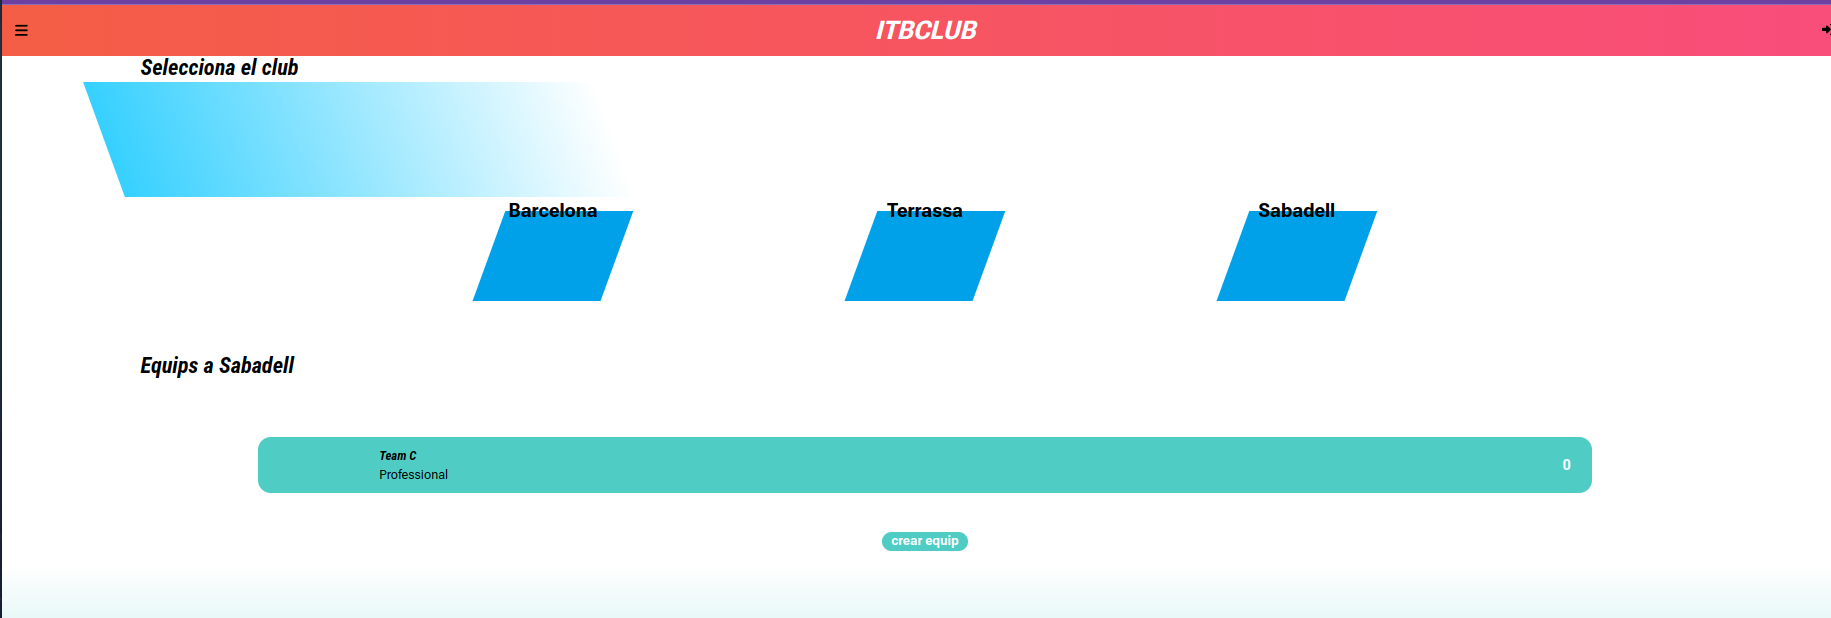 ITBCLUB
Selecciona el club
Barcelona
Terrassa
Sabadell
Equips a Sabadell
Team C
Professional
0
crear equip